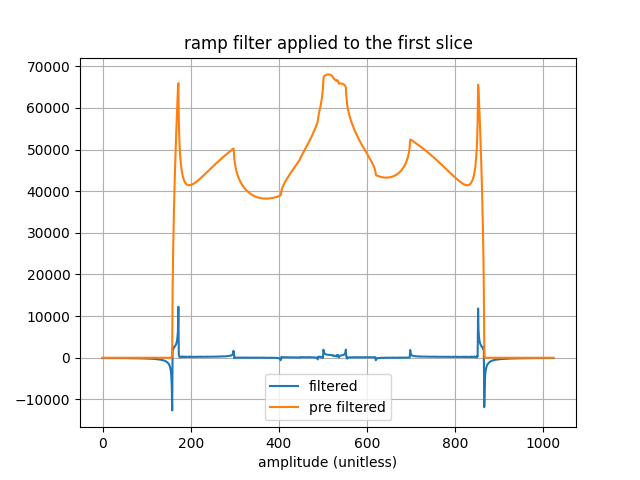 ramp filter applied to the first slice
70000
60000
50000
40000
30000
20000
10000
0
−10000
filtered
pre filtered
0 200 400 600 800 1000
amplitude (unitless)